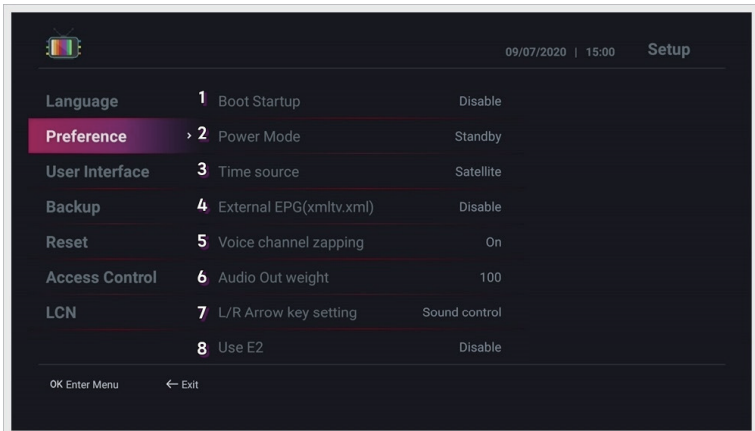 09/07/2020 | 15:00 Setup
Language 1 Boot Startup Disable
Preference › 2 Power Mode Standby
User Interface 3 Time source Satellite
Backup 4 External EPG(xmltv.xml) Disable
Reset 5 Voice channel zapping On
Access Control 6 Audio Out weight 100
LCN 7 L/R Arrow key setting Sound control
8 Use E2 Disable
OK Enter Menu ← Exit